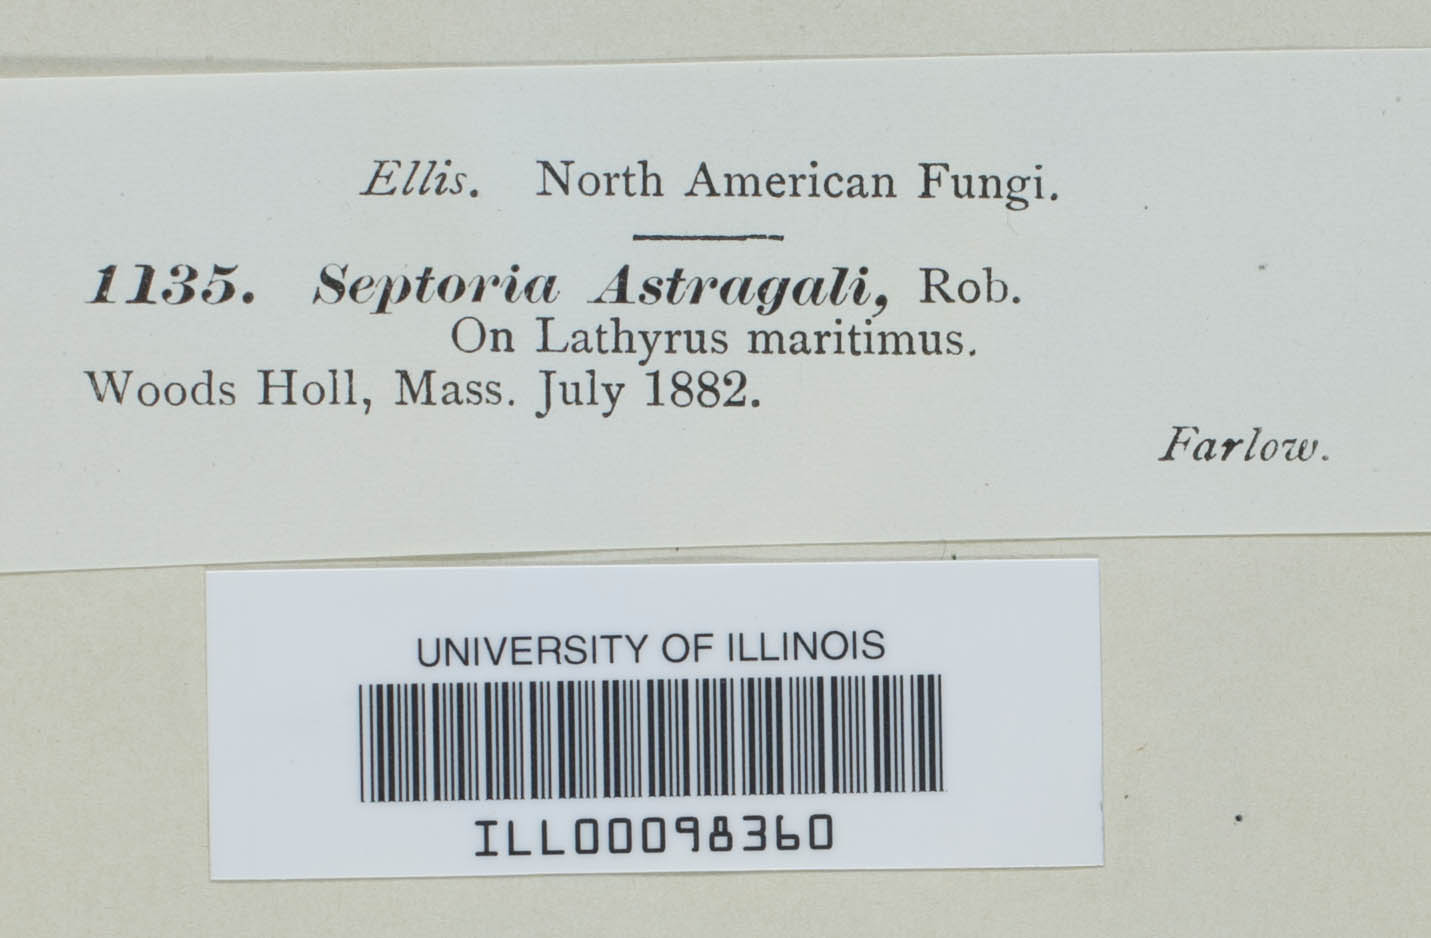 Ellis. North American Fungi.
1135. Septoria Astragali, Rob.
On Lathyrus maritimus.
Woods Holl, Mass. July 1882.
Farlow.
UNIVERSITY OF ILLINOIS
ILL00098360